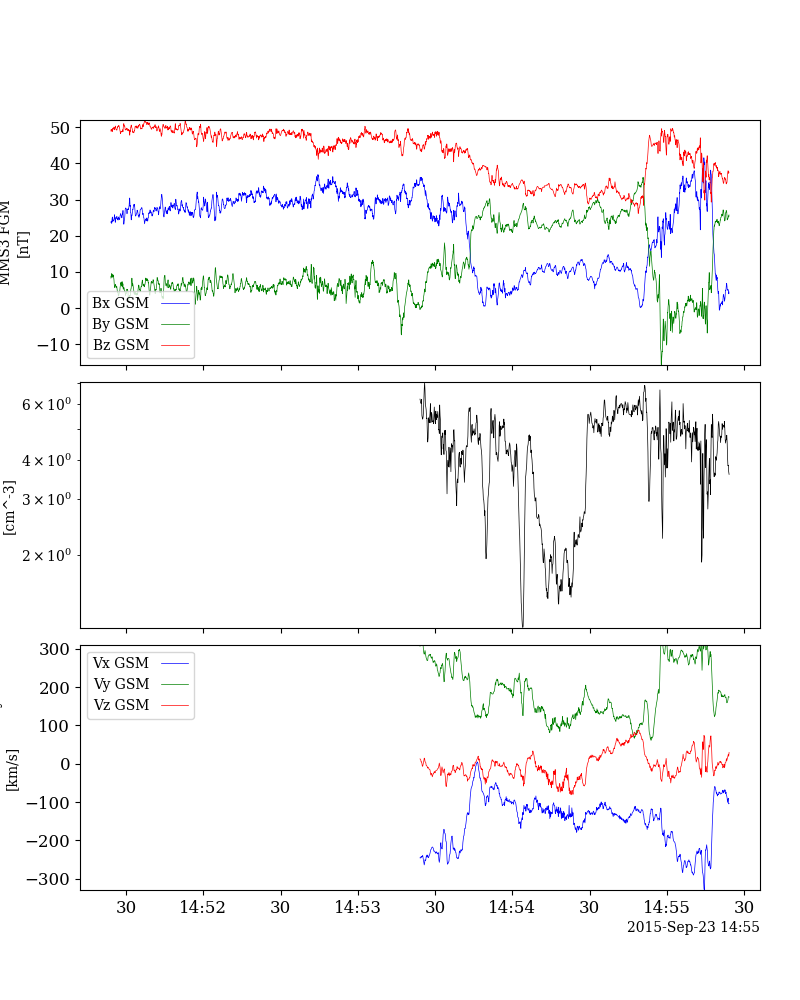 50
40
30
20
10
0
−10
MMS3 FGM
[nT]
Bx GSM
By GSM
Bz GSM
6 × 10⁰
4 × 10⁰
3 × 10⁰
2 × 10⁰
[cm^-3]
300
200
100
0
−100
−200
−300
[km/s]
Vx GSM
Vy GSM
Vz GSM
30 14:52 30 14:53 30 14:54 30 14:55 30
2015-Sep-23 14:55